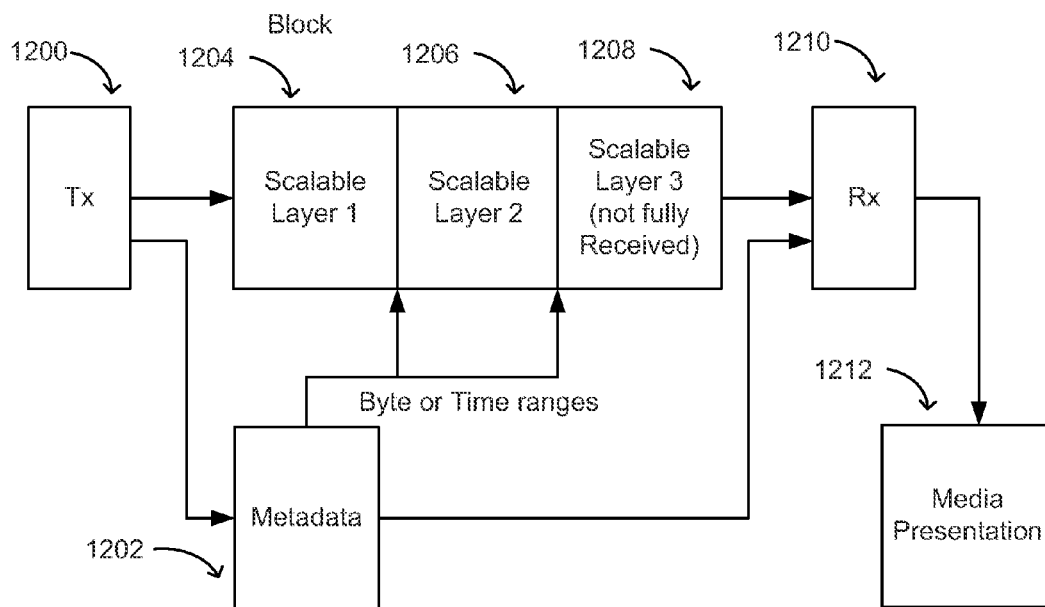 Block
1200
1204
1206
1208
1210
Tx
Scalable
Layer 1
Scalable
Layer 2
Scalable
Layer 3
(not fully
Received)
Rx
Byte or Time ranges
1212
Metadata
1202
Media
Presentation